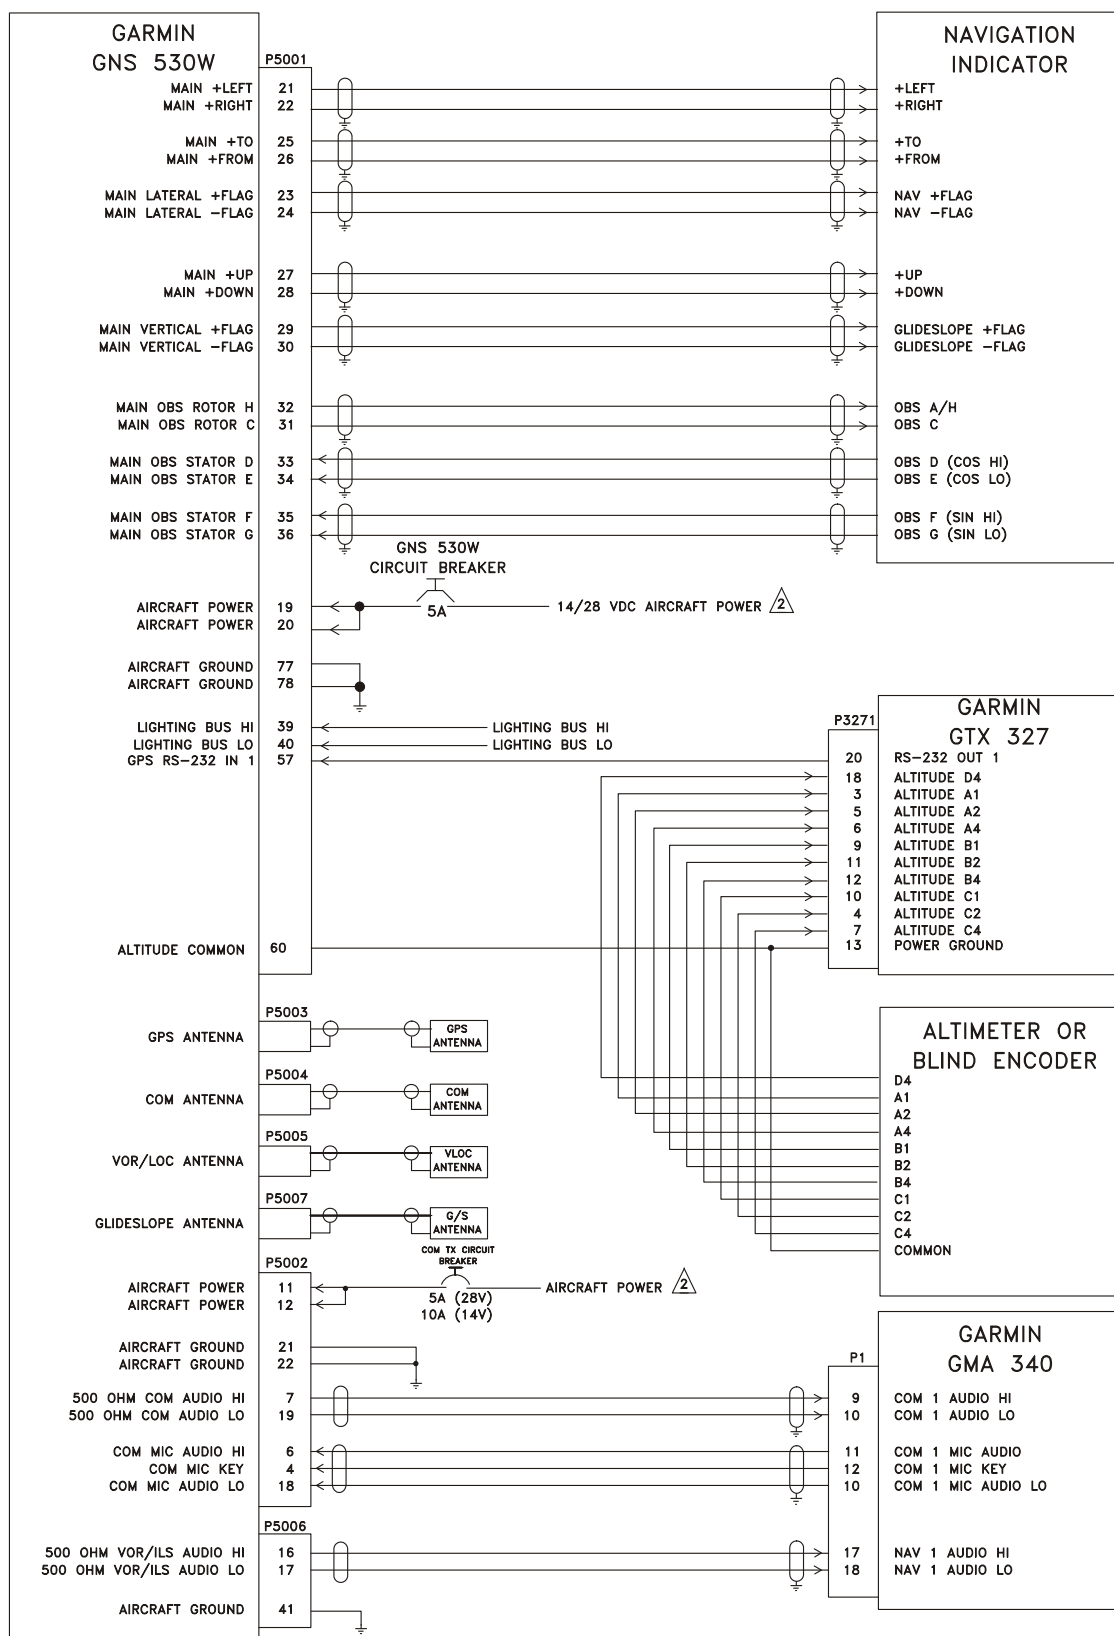 GARMIN
GNS 530W
P5001
MAIN +LEFT 21
MAIN +RIGHT 22
MAIN +TO 25
MAIN +FROM 26
MAIN LATERAL +FLAG 23
MAIN LATERAL −FLAG 24
MAIN +UP 27
MAIN +DOWN 28
MAIN VERTICAL +FLAG 29
MAIN VERTICAL −FLAG 30
MAIN OBS ROTOR H 32
MAIN OBS ROTOR C 31
MAIN OBS STATOR D 33
MAIN OBS STATOR E 34
MAIN OBS STATOR F 35
MAIN OBS STATOR G 36
NAVIGATION
INDICATOR
+LEFT
+RIGHT
+TO
+FROM
NAV +FLAG
NAV −FLAG
+UP
+DOWN
GLIDESLOPE +FLAG
GLIDESLOPE −FLAG
OBS A/H
OBS C
OBS D (COS HI)
OBS E (COS LO)
OBS F (SIN HI)
OBS G (SIN LO)
GNS 530W
CIRCUIT BREAKER
5A
14/28 VDC AIRCRAFT POWER 2
AIRCRAFT POWER 19
AIRCRAFT POWER 20
AIRCRAFT GROUND 77
AIRCRAFT GROUND 78
LIGHTING BUS HI 39 LIGHTING BUS HI
LIGHTING BUS LO 40 LIGHTING BUS LO
GPS RS−232 IN 1 57
ALTITUDE COMMON 60
GARMIN
GTX 327
P3271
20 RS−232 OUT 1
18 ALTITUDE D4
3 ALTITUDE A1
5 ALTITUDE A2
6 ALTITUDE A4
9 ALTITUDE B1
11 ALTITUDE B2
12 ALTITUDE B4
10 ALTITUDE C1
4 ALTITUDE C2
7 ALTITUDE C4
13 POWER GROUND
ALTIMETER OR
BLIND ENCODER
D4
A1
A2
A4
B1
B2
B4
C1
C2
C4
COMMON
P5003
GPS ANTENNA
GPS
ANTENNA
P5004
COM ANTENNA
COM
ANTENNA
P5005
VOR/LOC ANTENNA
VLOC
ANTENNA
P5007
GLIDESLOPE ANTENNA
G/S
ANTENNA
COM TX CIRCUIT
BREAKER
5A (28V)
10A (14V)
AIRCRAFT POWER 2
P5002
AIRCRAFT POWER 11
AIRCRAFT POWER 12
AIRCRAFT GROUND 21
AIRCRAFT GROUND 22
500 OHM COM AUDIO HI 7
500 OHM COM AUDIO LO 19
COM MIC AUDIO HI 6
COM MIC KEY 4
COM MIC AUDIO LO 18
P5006
500 OHM VOR/ILS AUDIO HI 16
500 OHM VOR/ILS AUDIO LO 17
AIRCRAFT GROUND 41
GARMIN
GMA 340
P1
9 COM 1 AUDIO HI
10 COM 1 AUDIO LO
11 COM 1 MIC AUDIO
12 COM 1 MIC KEY
10 COM 1 MIC AUDIO LO
17 NAV 1 AUDIO HI
18 NAV 1 AUDIO LO